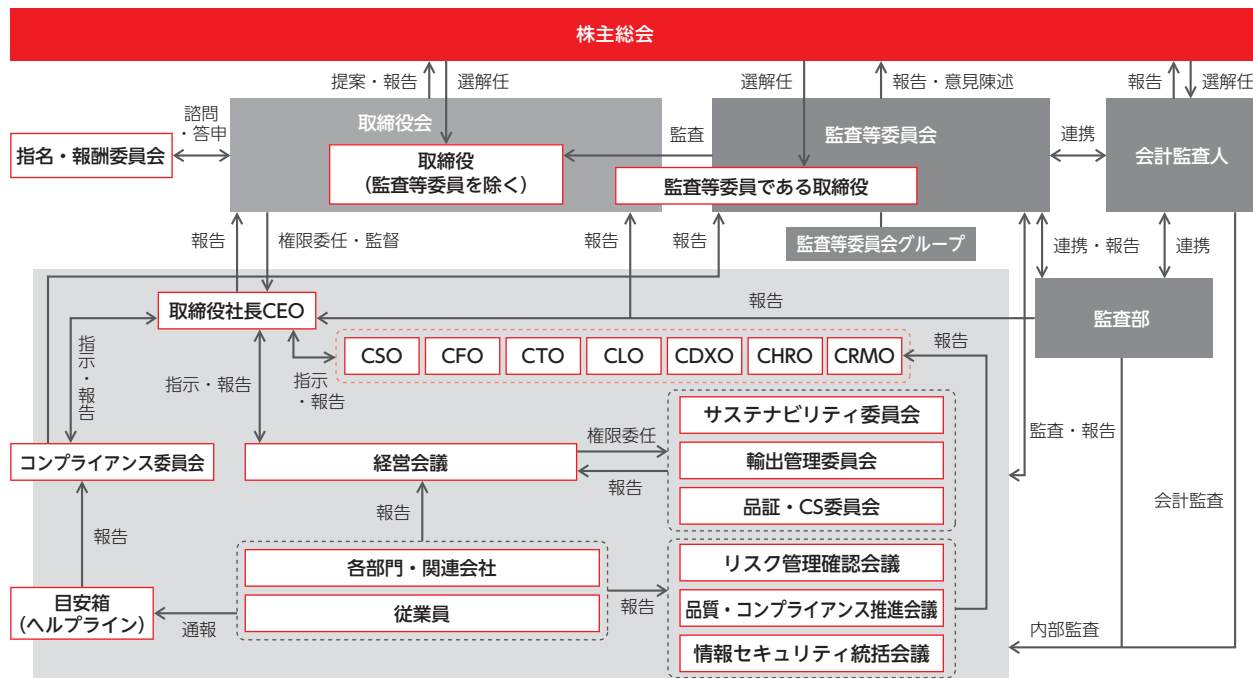 株主総会
提案・報告
選解任
選解任
報告・意見陳述
報告
選解任
諮問
・答申
指名・報酬委員会
取締役会
取締役
(監査等委員を除く)
監査
監査等委員会
監査等委員である取締役
連携
会計監査人
監査等委員会グループ
報告
権限委任・監督
報告
報告
連携・報告
連携
取締役社長CEO
報告
監査部
CSO
CFO
CTO
CLO
CDXO
CHRO
CRMO
報告
指示
・報告
指示・報告
指示
・報告
コンプライアンス委員会
経営会議
権限委任
報告
サステナビリティ委員会
輸出管理委員会
品証・CS委員会
監査・報告
会計監査
報告
報告
各部門・関連会社
従業員
報告
リスク管理確認会議
品質・コンプライアンス推進会議
情報セキュリティ統括会議
目安箱
(ヘルプライン)
通報
内部監査